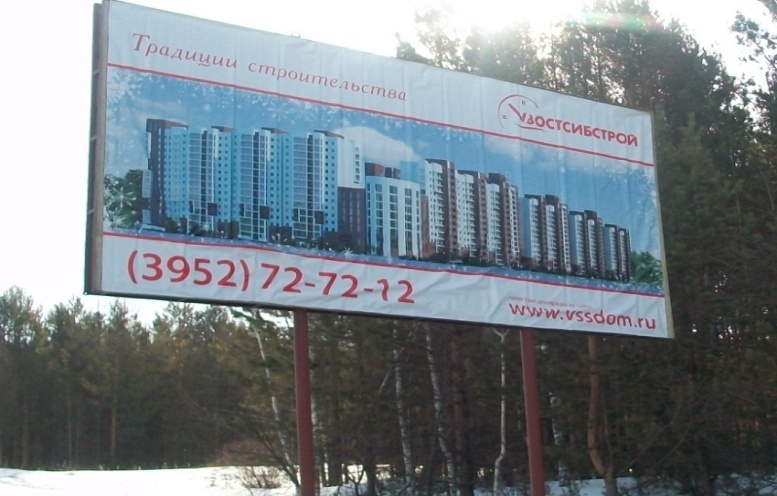 Традиции строительства
ВОСТСИБСТРОЙ
(3952) 72-72-12
www.vssdom.ru